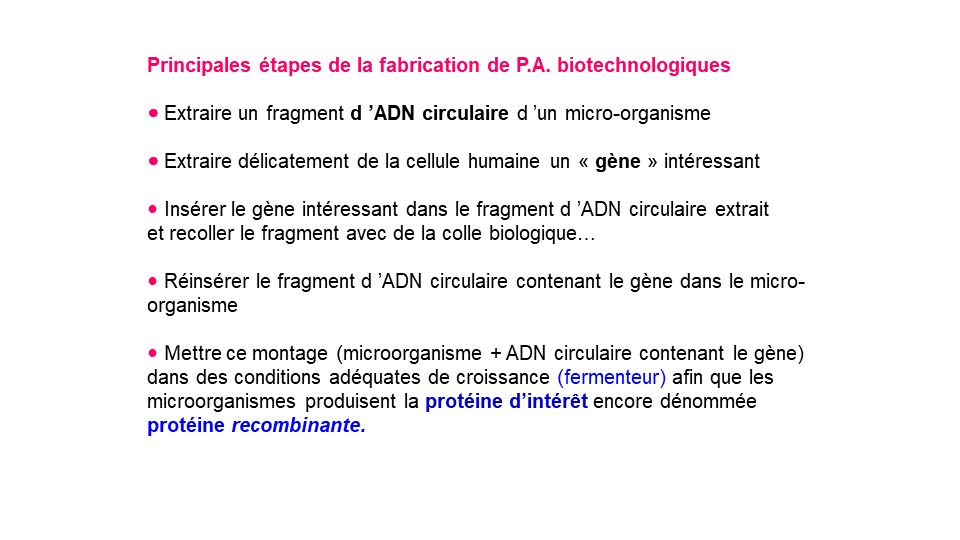 Principales étapes de la fabrication de P.A. biotechnologiques
● Extraire un fragment d ’ADN circulaire d ’un micro-organisme
● Extraire délicatement de la cellule humaine un « gène » intéressant
● Insérer le gène intéressant dans le fragment d ’ADN circulaire extrait
et recoller le fragment avec de la colle biologique…
● Réinsérer le fragment d ’ADN circulaire contenant le gène dans le micro-
organisme
● Mettre ce montage (microorganisme + ADN circulaire contenant le gène)
dans des conditions adéquates de croissance (fermenteur) afin que les
microorganismes produisent la protéine d’intérêt encore dénommée
protéine recombinante.